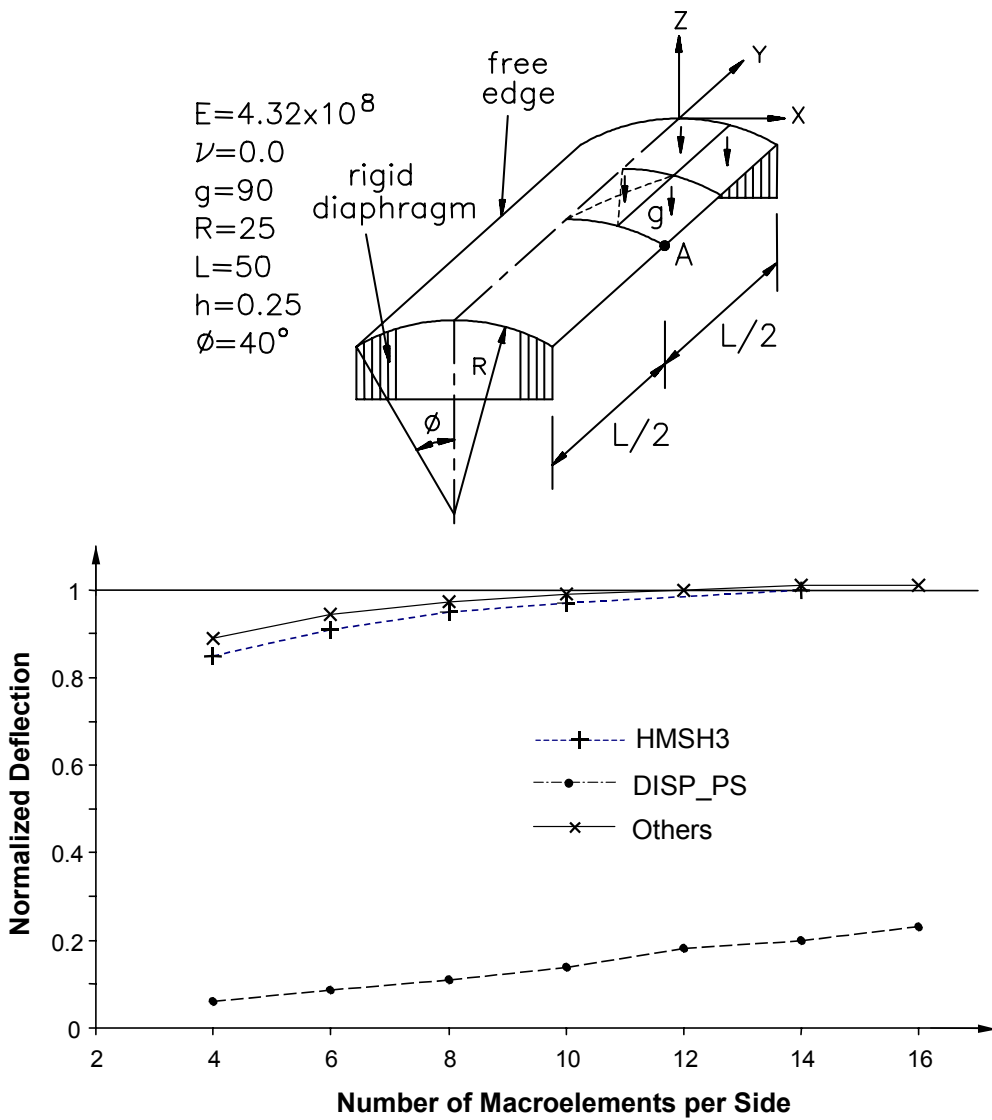 Z
Y
X
free
edge
E=4.32x10⁸
ν=0.0
g=90
R=25
L=50
h=0.25
ϕ=40°
rigid
diaphragm
g
A
R
ϕ
L/2
L/2
Normalized Deflection
1
0.8
0.6
0.4
0.2
0
HMSH3
DISP_PS
Others
2 4 6 8 10 12 14 16
Number of Macroelements per Side